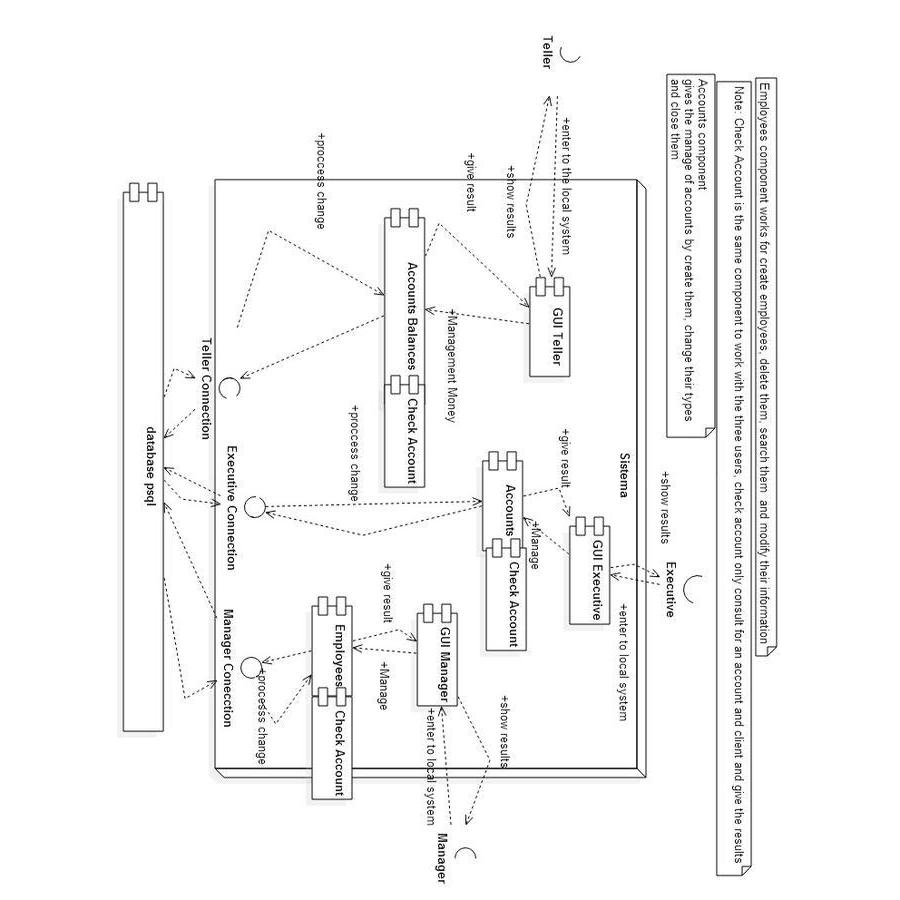 Employees component works for create employees, delete them, search them and modify their information
Note: Check Account is the same component to work with the three users, check account only consult for an account and client and give the results
Accounts component
gives the manage of accounts by create them, change their types
and close them
Teller
+enter to the local system
+show results
+give result
+proccess change
Sistema
+show results
Executive
+enter to local system
GUI Teller
+Management Money
Accounts Balances
Check Account
+give result
GUI Executive
+Manage
Accounts
Check Account
+proccess change
+give result
GUI Manager
+Manage
+show results
+enter to local system
Manager
Employees
Check Account
+process change
Teller Connection
Executive Connection
Manager Conecction
database psql